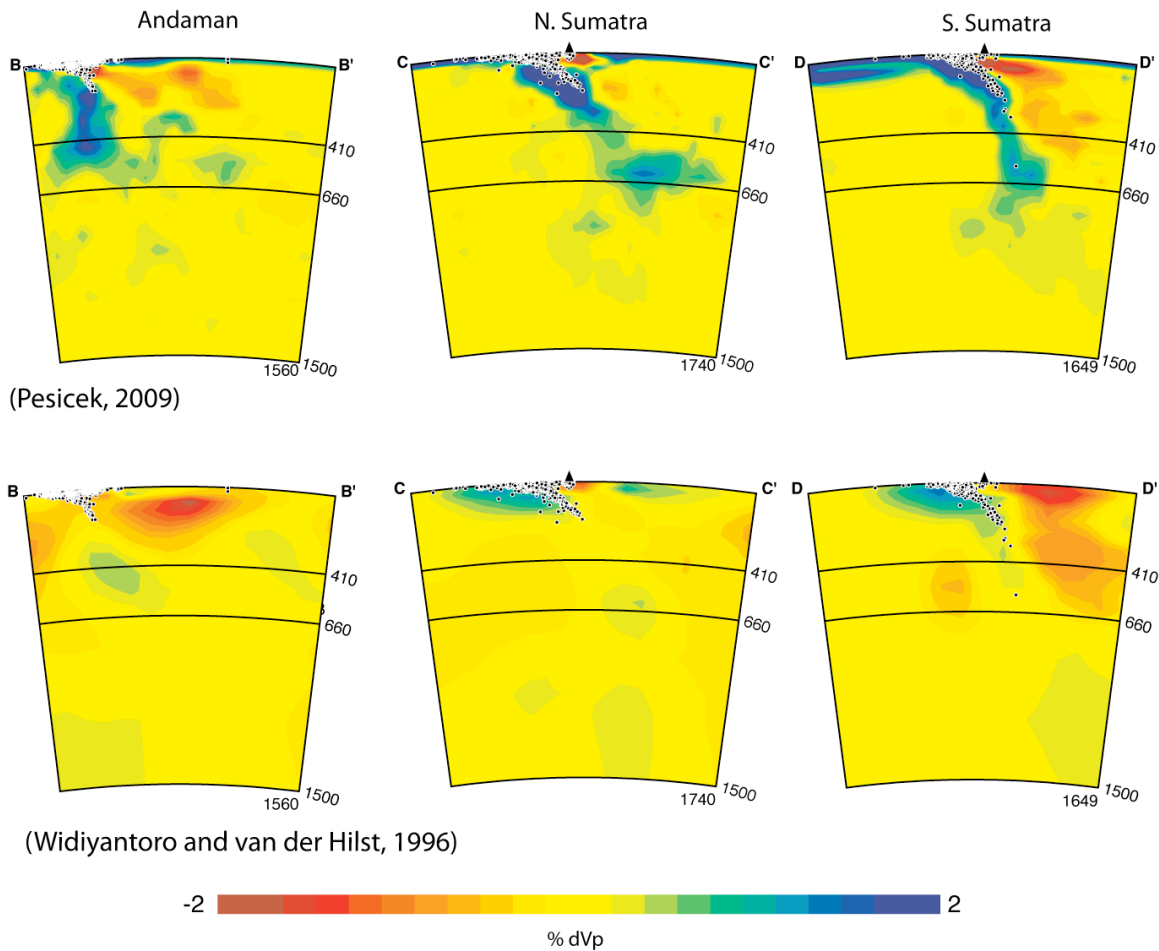 Andaman
N. Sumatra
S. Sumatra
B B'
C C'
D D'
410
660
1560 1500
410
660
1740 1500
410
660
1649 1500
(Pesicek, 2009)
B B'
C C'
D D'
410
660
1560 1500
410
660
1740 1500
410
660
1649 1500
(Widiyantoro and van der Hilst, 1996)
-2 2
% dVp